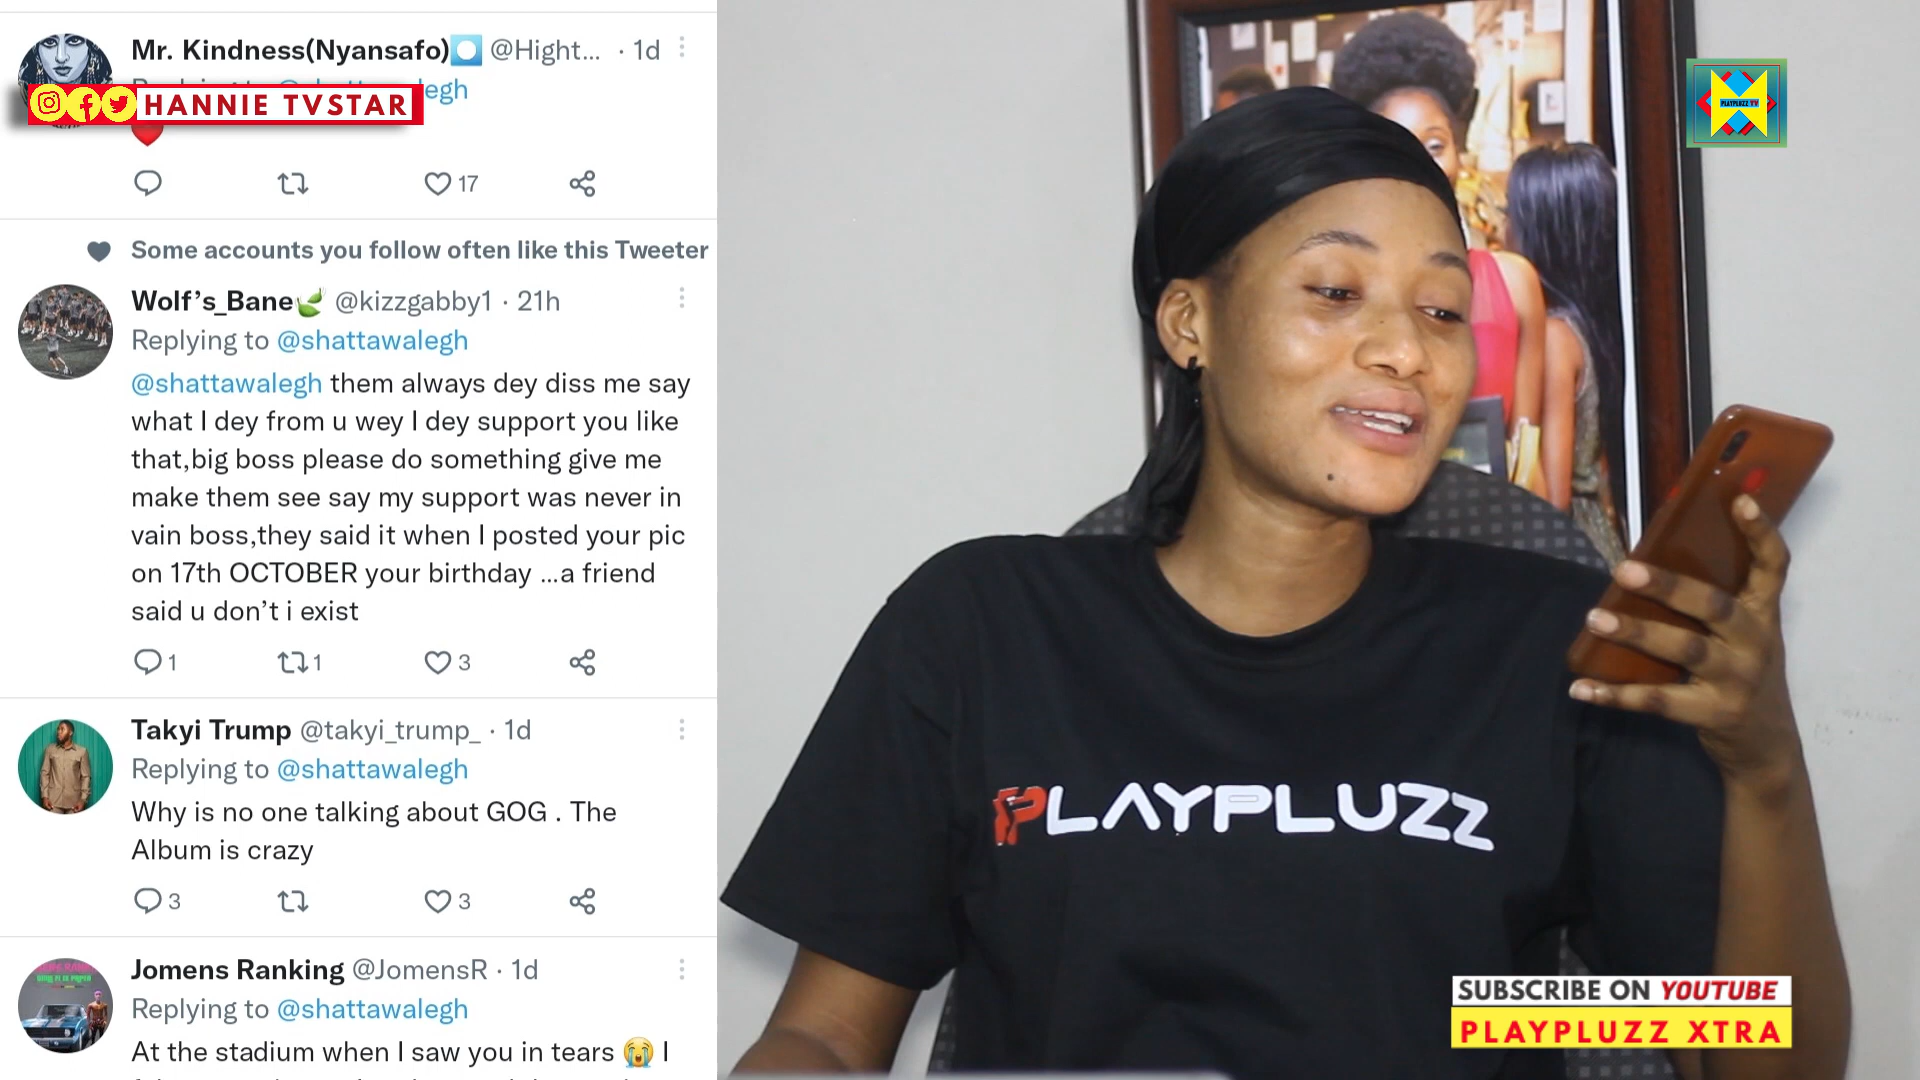 Mr. Kindness(Nyansafo) @Hight... · 1d
egh
HANNIE TVSTAR
17
Some accounts you follow often like this Tweeter
Wolf’s_Bane @kizzgabby1 · 21h
Replying to @shattawalegh
@shattawalegh them always dey diss me say
what I dey from u wey I dey support you like
that,big boss please do something give me
make them see say my support was never in
vain boss,they said it when I posted your pic
on 17th OCTOBER your birthday ...a friend
said u don’t i exist
1 1 3
Takyi Trump @takyi_trump_ · 1d
Replying to @shattawalegh
Why is no one talking about GOG . The
Album is crazy
3 3
Jomens Ranking @JomensR · 1d
Replying to @shattawalegh
At the stadium when I saw you in tears 😭 I
PLAYPLUZZ TV
PLAYPLUZZ
SUBSCRIBE ON YOUTUBE
PLAYPLUZZ XTRA